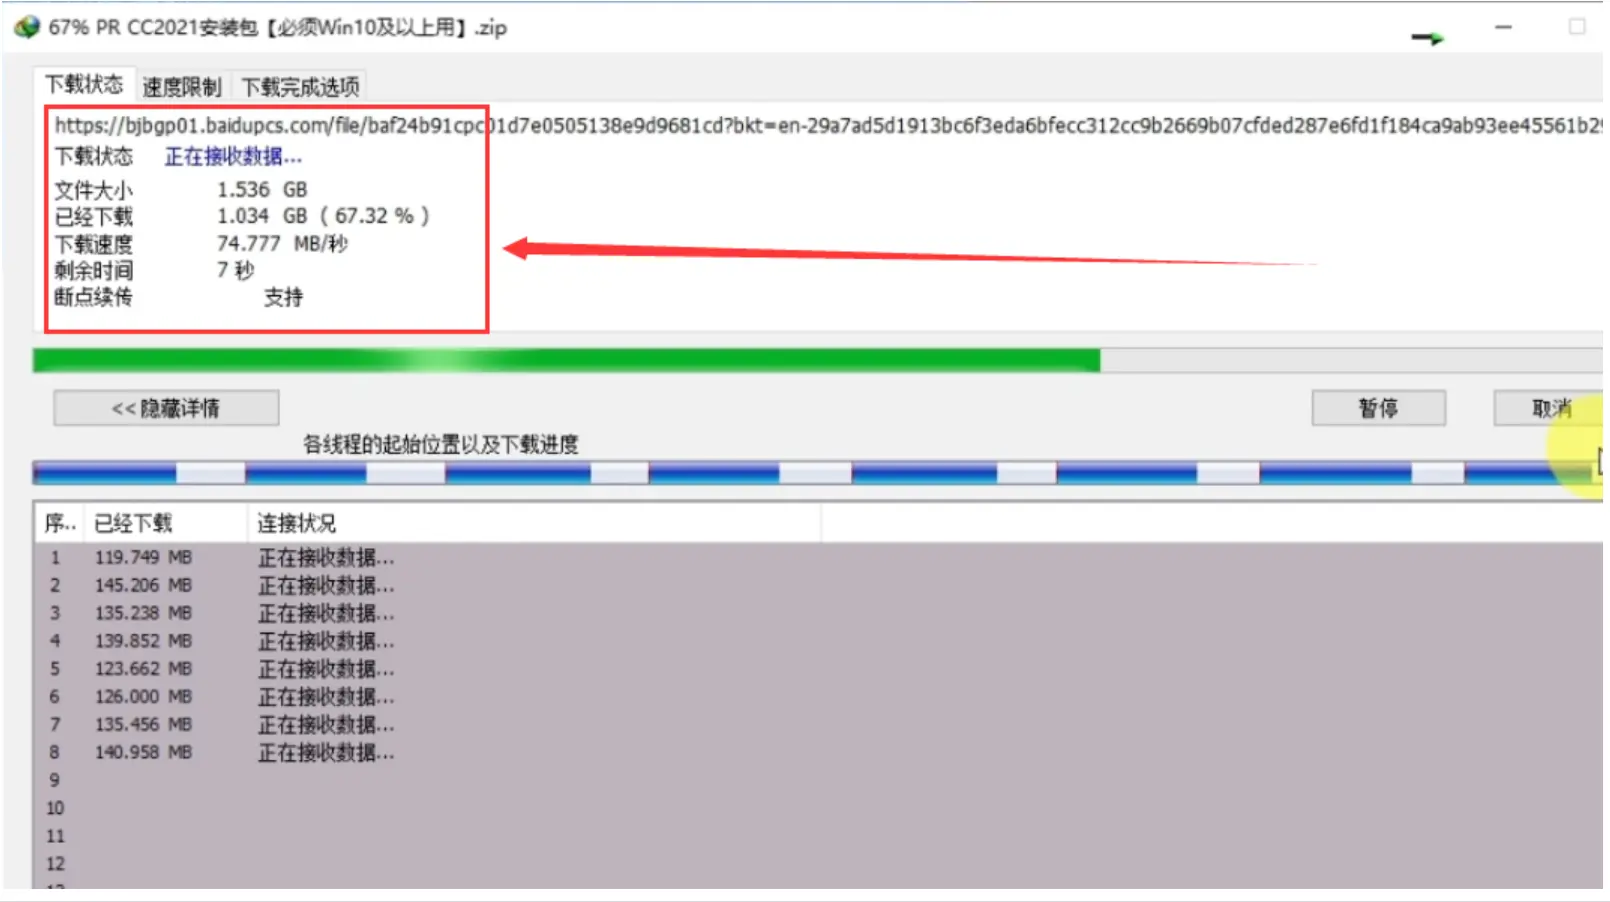 67% PR CC2021安装包【必须Win10及以上用】.zip
下载状态 速度限制 下载完成选项
https://bjbgp01.baidupcs.com/file/baf24b91cpc01d7e0505138e9d9681cd?bkt=en-29a7ad5d1913bc6f3eda6bfecc312cc9b2669b07cfded287e6fd1f184ca9ab93ee45561b29
下载状态 正在接收数据...
文件大小 1.536 GB
已经下载 1.034 GB ( 67.32 % )
下载速度 74.777 MB/秒
剩余时间 7 秒
断点续传 支持
<< 隐藏详情 暂停 取消
各线程的起始位置以及下载进度
序.. 已经下载 连接状况
1 119.749 MB 正在接收数据...
2 145.206 MB 正在接收数据...
3 135.238 MB 正在接收数据...
4 139.852 MB 正在接收数据...
5 123.662 MB 正在接收数据...
6 126.000 MB 正在接收数据...
7 135.456 MB 正在接收数据...
8 140.958 MB 正在接收数据...
9
10
11
12